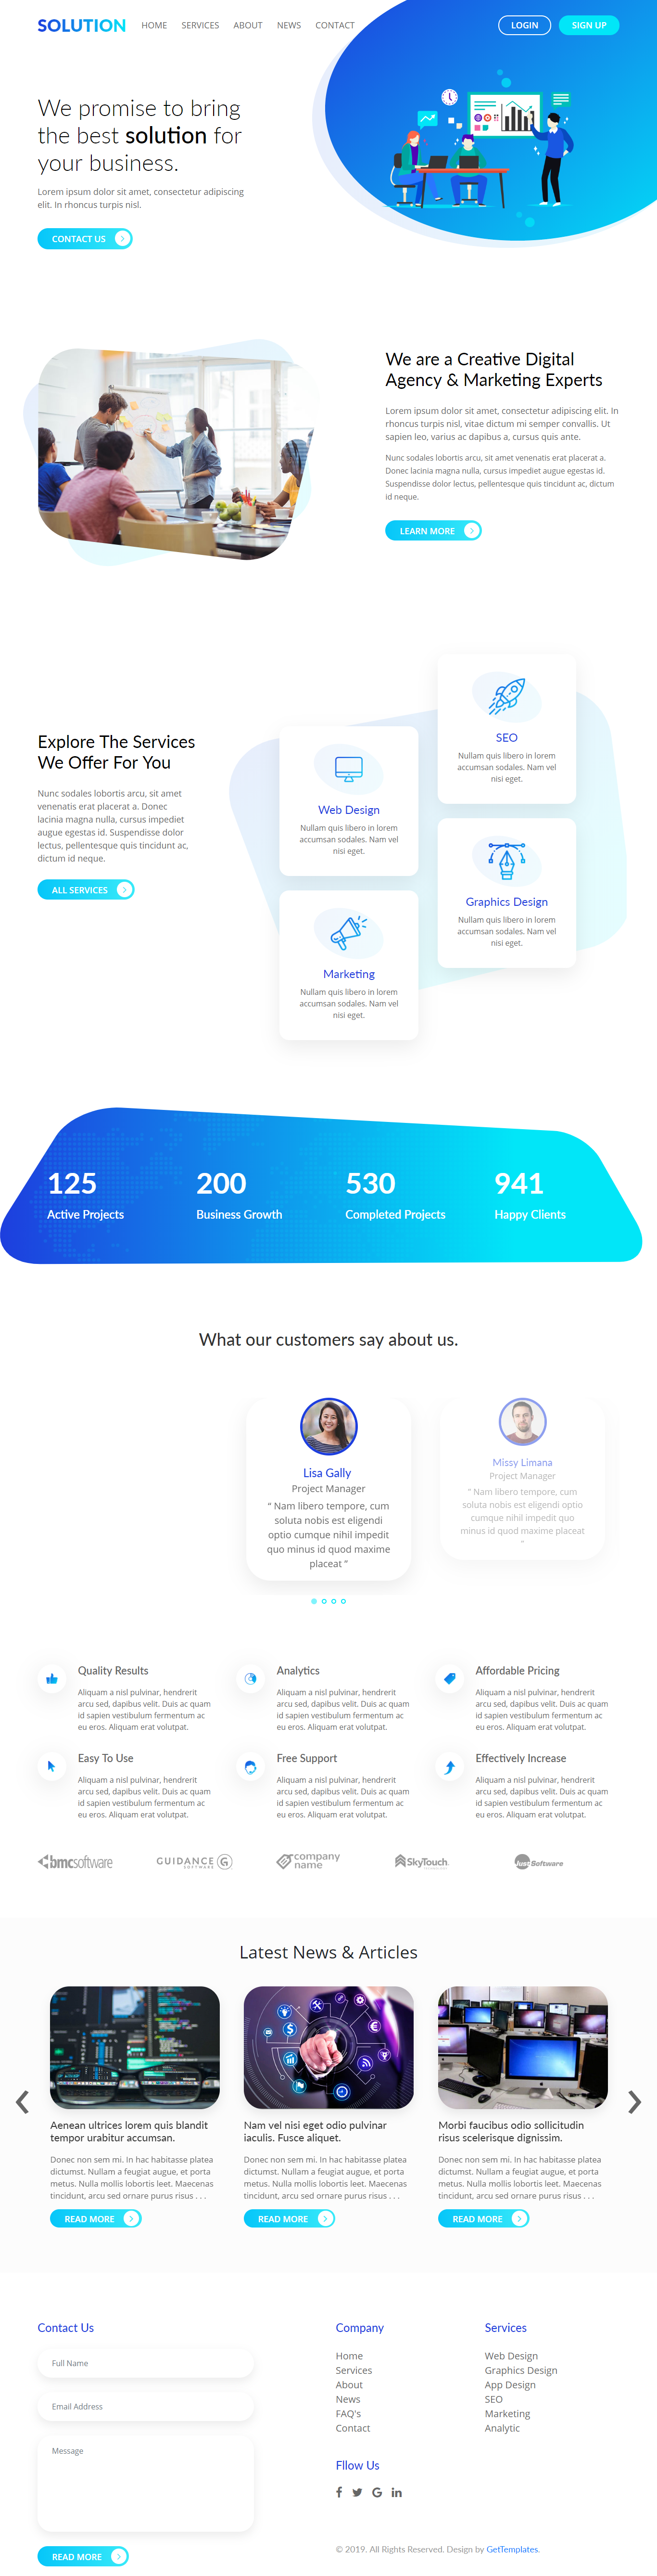 SOLUTION HOME SERVICES ABOUT NEWS CONTACT LOGIN SIGN UP
We promise to bring
the best solution for
your business.
Lorem ipsum dolor sit amet, consectetur adipiscing
elit. In rhoncus turpis nisl.
CONTACT US
We are a Creative Digital
Agency & Marketing Experts
Lorem ipsum dolor sit amet, consectetur adipiscing elit. In
rhoncus turpis nisl, vitae dictum mi semper convallis. Ut
sapien leo, varius ac dapibus a, cursus quis ante.
Nunc sodales lobortis arcu, sit amet venenatis erat placerat a.
Donec lacinia magna nulla, cursus impediet augue egestas id.
Suspendisse dolor lectus, pellentesque quis tincidunt ac, dictum
id neque.
LEARN MORE
Explore The Services
We Offer For You
Nunc sodales lobortis arcu, sit amet
venenatis erat placerat a. Donec
lacinia magna nulla, cursus impediet
augue egestas id. Suspendisse dolor
lectus, pellentesque quis tincidunt ac,
dictum id neque.
ALL SERVICES
Web Design
Nullam quis libero in lorem
accumsan sodales. Nam vel
nisi eget.
Marketing
Nullam quis libero in lorem
accumsan sodales. Nam vel
nisi eget.
SEO
Nullam quis libero in lorem
accumsan sodales. Nam vel
nisi eget.
Graphics Design
Nullam quis libero in lorem
accumsan sodales. Nam vel
nisi eget.
125 200 530 941
Active Projects Business Growth Completed Projects Happy Clients
What our customers say about us.
Lisa Gally
Project Manager
“ Nam libero tempore, cum
soluta nobis est eligendi
optio cumque nihil impedit
quo minus id quod maxime
placeat ”
Missy Limana
Project Manager
“ Nam libero tempore, cum
soluta nobis est eligendi optio
cumque nihil impedit quo
minus id quod maxime placeat
”
Quality Results
Aliquam a nisl pulvinar, hendrerit
arcu sed, dapibus velit. Duis ac quam
id sapien vestibulum fermentum ac
eu eros. Aliquam erat volutpat.
Analytics
Aliquam a nisl pulvinar, hendrerit
arcu sed, dapibus velit. Duis ac quam
id sapien vestibulum fermentum ac
eu eros. Aliquam erat volutpat.
Affordable Pricing
Aliquam a nisl pulvinar, hendrerit
arcu sed, dapibus velit. Duis ac quam
id sapien vestibulum fermentum ac
eu eros. Aliquam erat volutpat.
Easy To Use
Aliquam a nisl pulvinar, hendrerit
arcu sed, dapibus velit. Duis ac quam
id sapien vestibulum fermentum ac
eu eros. Aliquam erat volutpat.
Free Support
Aliquam a nisl pulvinar, hendrerit
arcu sed, dapibus velit. Duis ac quam
id sapien vestibulum fermentum ac
eu eros. Aliquam erat volutpat.
Effectively Increase
Aliquam a nisl pulvinar, hendrerit
arcu sed, dapibus velit. Duis ac quam
id sapien vestibulum fermentum ac
eu eros. Aliquam erat volutpat.
bmcsoftware
GUIDANCE
SOFTWARE
company
name
SkyTouch
Just Software
Latest News & Articles
Aenean ultrices lorem quis blandit
tempor urabitur accumsan.
Donec non sem mi. In hac habitasse platea
dictumst. Nullam a feugiat augue, et porta
metus. Nulla mollis lobortis leet. Maecenas
tincidunt, arcu sed ornare purus risus . . .
READ MORE
Nam vel nisi eget odio pulvinar
iaculis. Fusce aliquet.
Donec non sem mi. In hac habitasse platea
dictumst. Nullam a feugiat augue, et porta
metus. Nulla mollis lobortis leet. Maecenas
tincidunt, arcu sed ornare purus risus . . .
READ MORE
Morbi faucibus odio sollicitudin
risus scelerisque dignissim.
Donec non sem mi. In hac habitasse platea
dictumst. Nullam a feugiat augue, et porta
metus. Nulla mollis lobortis leet. Maecenas
tincidunt, arcu sed ornare purus risus . . .
READ MORE
Contact Us
Full Name
Email Address
Message
READ MORE
Company
Home
Services
About
News
FAQ's
Contact
Services
Web Design
Graphics Design
App Design
SEO
Marketing
Analytic
Fllow Us
© 2019. All Rights Reserved. Design by GetTemplates.